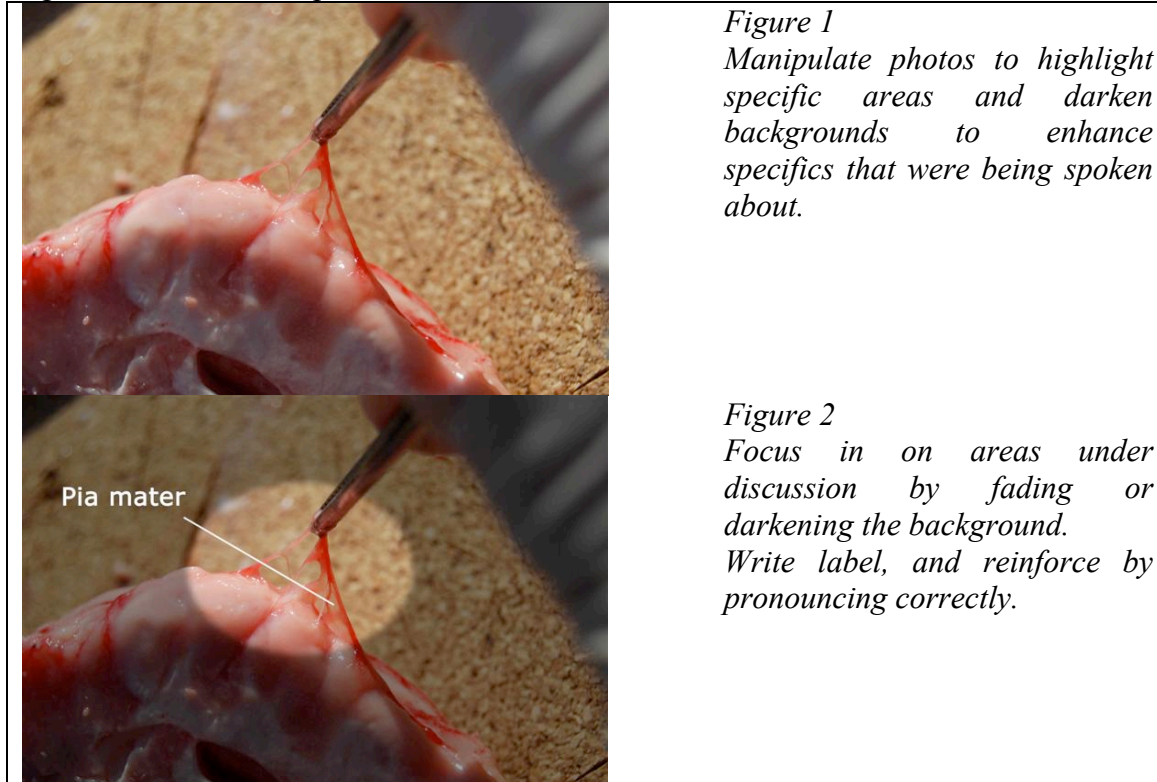 Figure 1
Manipulate photos to highlight
specific areas and darken
backgrounds to enhance
specifics that were being spoken
about.
Pia mater
Figure 2
Focus in on areas under
discussion by fading or
darkening the background.
Write label, and reinforce by
pronouncing correctly.